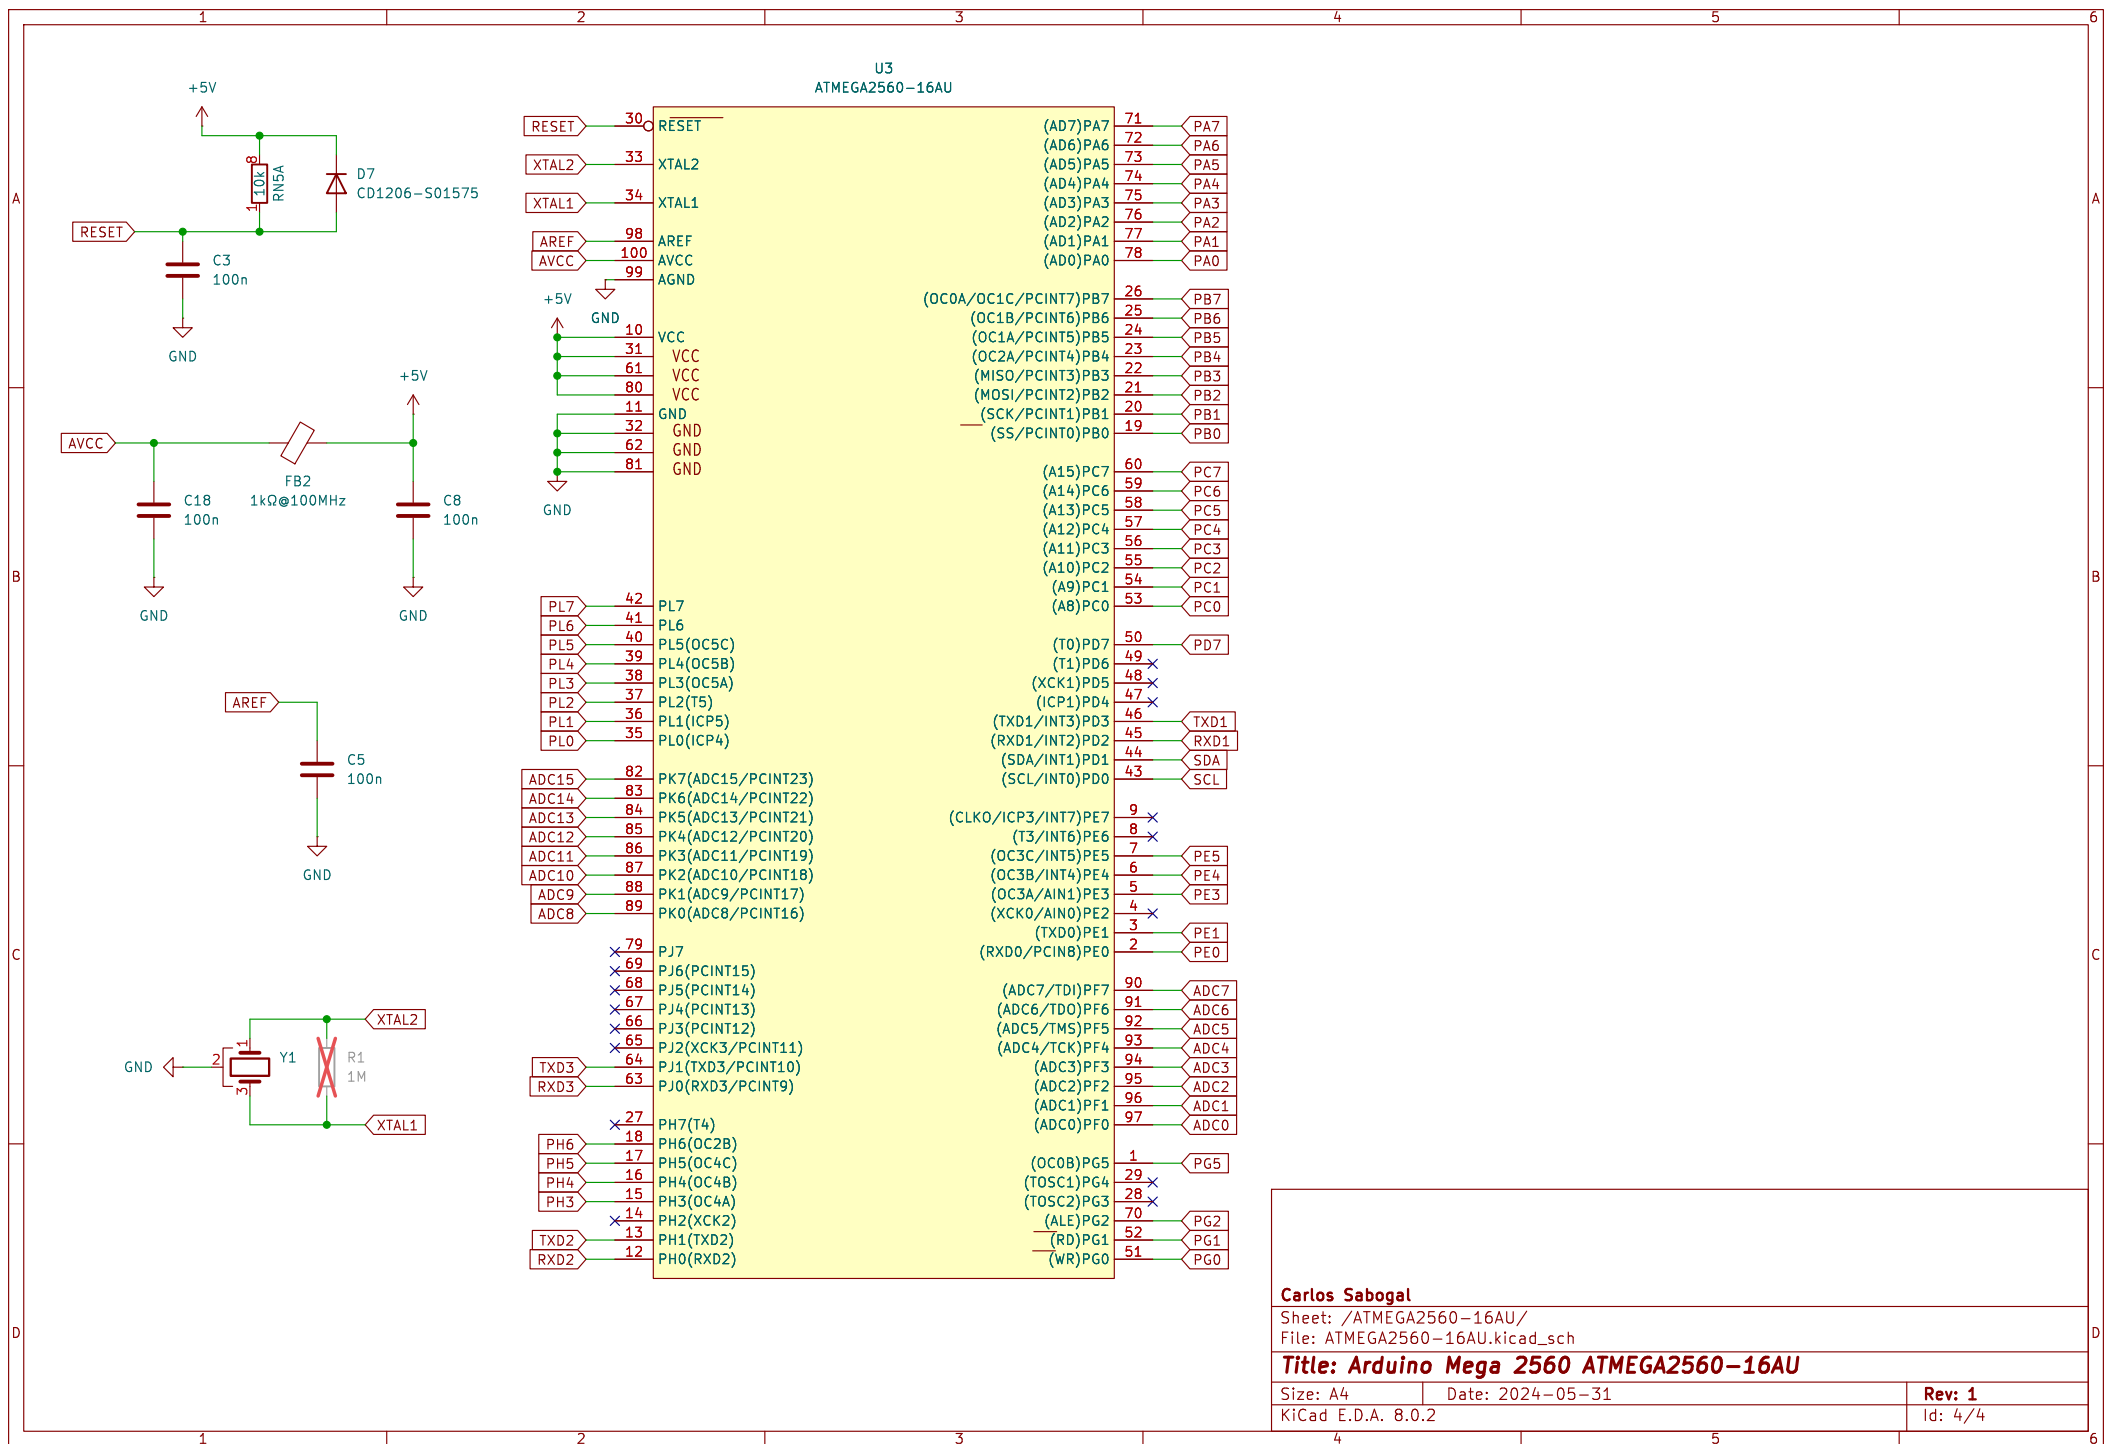 1 2 3 4 5 6
A
B
C
D
A
B
C
D
1 2 3 4 5 6
+5V
8
10k
RN5A
1
D7
CD1206-S01575
RESET
C3
100n
GND
+5V
AVCC
FB2
1kΩ@100MHz
C18
100n
C8
100n
GND
GND
AREF
C5
100n
GND
XTAL2
1
GND
2
Y1
3
R1
1M
XTAL1
U3
ATMEGA2560-16AU
RESET 30 RESET
XTAL2 33 XTAL2
XTAL1 34 XTAL1
AREF 98 AREF
AVCC 100 AVCC
99 AGND
GND
+5V
10 VCC
31 VCC
61 VCC
80 VCC
11 GND
32 GND
62 GND
81 GND
GND
PL7 42 PL7
PL6 41 PL6
PL5 40 PL5(OC5C)
PL4 39 PL4(OC5B)
PL3 38 PL3(OC5A)
PL2 37 PL2(T5)
PL1 36 PL1(ICP5)
PL0 35 PL0(ICP4)
ADC15 82 PK7(ADC15/PCINT23)
ADC14 83 PK6(ADC14/PCINT22)
ADC13 84 PK5(ADC13/PCINT21)
ADC12 85 PK4(ADC12/PCINT20)
ADC11 86 PK3(ADC11/PCINT19)
ADC10 87 PK2(ADC10/PCINT18)
ADC9 88 PK1(ADC9/PCINT17)
ADC8 89 PK0(ADC8/PCINT16)
79 PJ7
69 PJ6(PCINT15)
68 PJ5(PCINT14)
67 PJ4(PCINT13)
66 PJ3(PCINT12)
65 PJ2(XCK3/PCINT11)
TXD3 64 PJ1(TXD3/PCINT10)
RXD3 63 PJ0(RXD3/PCINT9)
27 PH7(T4)
PH6 18 PH6(OC2B)
PH5 17 PH5(OC4C)
PH4 16 PH4(OC4B)
PH3 15 PH3(OC4A)
14 PH2(XCK2)
TXD2 13 PH1(TXD2)
RXD2 12 PH0(RXD2)
(AD7)PA7 71 PA7
(AD6)PA6 72 PA6
(AD5)PA5 73 PA5
(AD4)PA4 74 PA4
(AD3)PA3 75 PA3
(AD2)PA2 76 PA2
(AD1)PA1 77 PA1
(AD0)PA0 78 PA0
(OC0A/OC1C/PCINT7)PB7 26 PB7
(OC1B/PCINT6)PB6 25 PB6
(OC1A/PCINT5)PB5 24 PB5
(OC2A/PCINT4)PB4 23 PB4
(MISO/PCINT3)PB3 22 PB3
(MOSI/PCINT2)PB2 21 PB2
(SCK/PCINT1)PB1 20 PB1
(SS/PCINT0)PB0 19 PB0
(A15)PC7 60 PC7
(A14)PC6 59 PC6
(A13)PC5 58 PC5
(A12)PC4 57 PC4
(A11)PC3 56 PC3
(A10)PC2 55 PC2
(A9)PC1 54 PC1
(A8)PC0 53 PC0
(T0)PD7 50 PD7
(T1)PD6 49
(XCK1)PD5 48
(ICP1)PD4 47
(TXD1/INT3)PD3 46 TXD1
(RXD1/INT2)PD2 45 RXD1
(SDA/INT1)PD1 44 SDA
(SCL/INT0)PD0 43 SCL
(CLKO/ICP3/INT7)PE7 9
(T3/INT6)PE6 8
(OC3C/INT5)PE5 7 PE5
(OC3B/INT4)PE4 6 PE4
(OC3A/AIN1)PE3 5 PE3
(XCK0/AIN0)PE2 4
(TXD0)PE1 3 PE1
(RXD0/PCIN8)PE0 2 PE0
(ADC7/TDI)PF7 90 ADC7
(ADC6/TDO)PF6 91 ADC6
(ADC5/TMS)PF5 92 ADC5
(ADC4/TCK)PF4 93 ADC4
(ADC3)PF3 94 ADC3
(ADC2)PF2 95 ADC2
(ADC1)PF1 96 ADC1
(ADC0)PF0 97 ADC0
(OC0B)PG5 1 PG5
(TOSC1)PG4 29
(TOSC2)PG3 28
(ALE)PG2 70 PG2
(RD)PG1 52 PG1
(WR)PG0 51 PG0
Carlos Sabogal
Sheet: /ATMEGA2560-16AU/
File: ATMEGA2560-16AU.kicad_sch
Title: Arduino Mega 2560 ATMEGA2560-16AU
Size: A4 Date: 2024-05-31 Rev: 1
KiCad E.D.A. 8.0.2 Id: 4/4